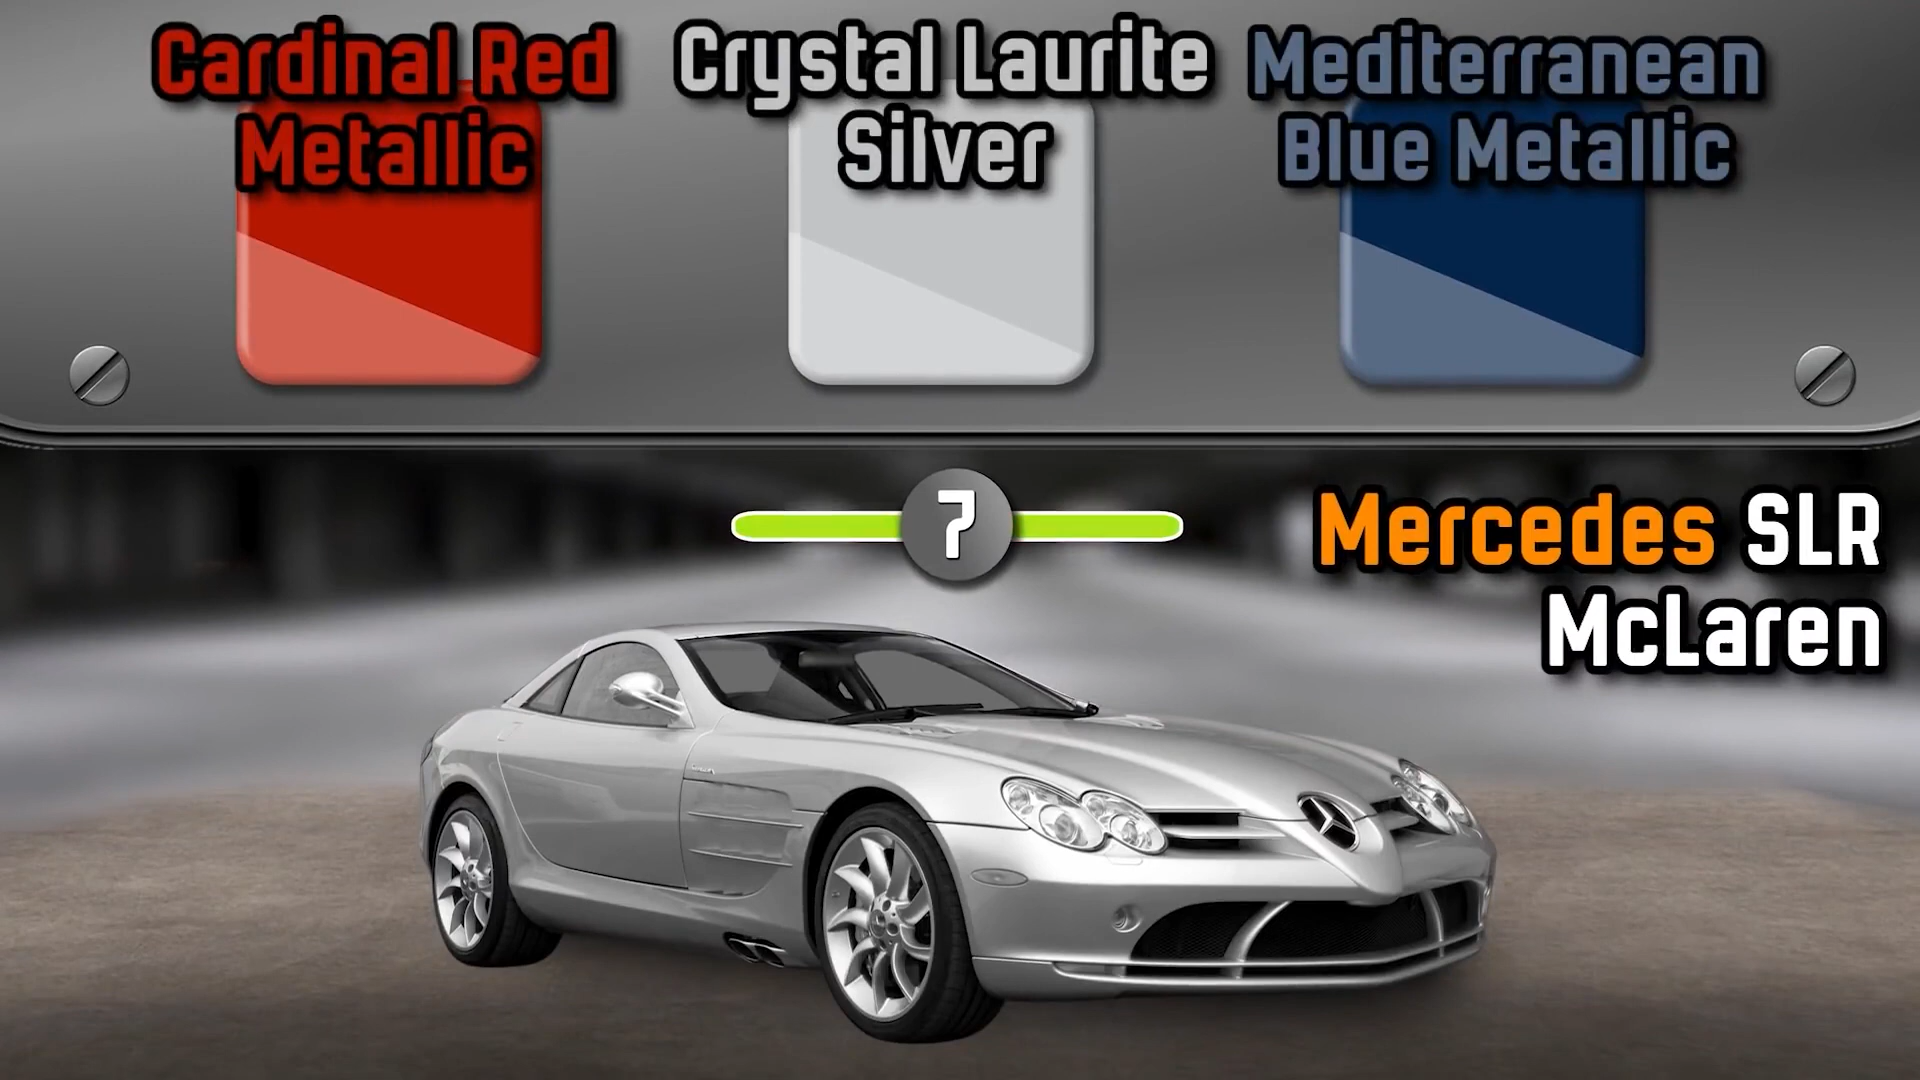 Cardinal Red
Metallic
Crystal Laurite
Silver
Mediterranean
Blue Metallic
7
Mercedes SLR
McLaren